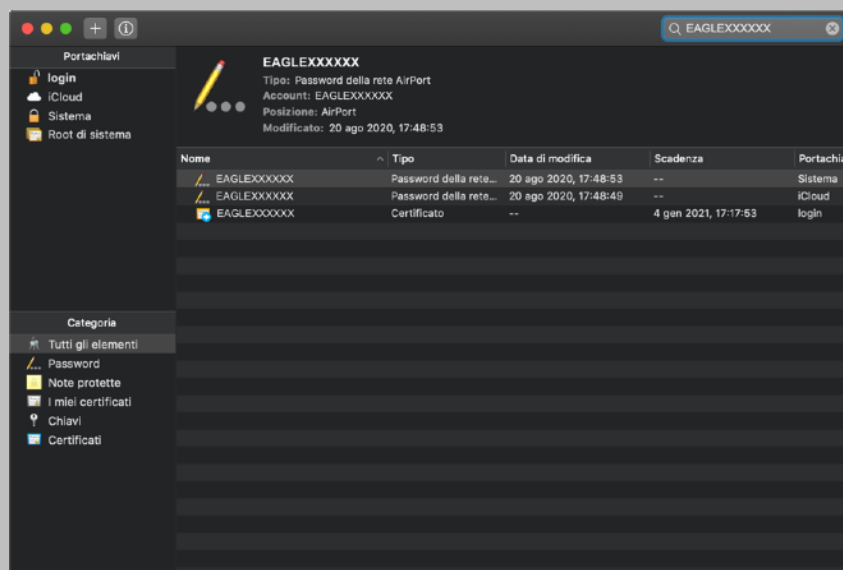 EAGLEXXXXXX
Portachiavi
login
iCloud
Sistema
Root di sistema
EAGLEXXXXXX
Tipo: Password della rete AirPort
Account: EAGLEXXXXXX
Posizione: AirPort
Modificato: 20 ago 2020, 17:48:53
Nome Tipo Data di modifica Scadenza Portachia
EAGLEXXXXXX Password della rete... 20 ago 2020, 17:48:53 -- Sistema
EAGLEXXXXXX Password della rete... 20 ago 2020, 17:48:49 -- iCloud
EAGLEXXXXXX Certificato -- 4 gen 2021, 17:17:53 login
Categoria
Tutti gli elementi
Password
Note protette
I miei certificati
Chiavi
Certificati